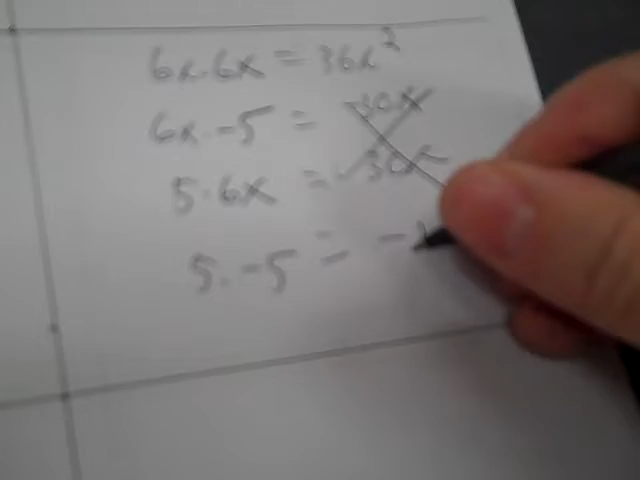 6x·6x = 36x²
6x·-5 = -30x
5·6x = 30x
5·-5 = -